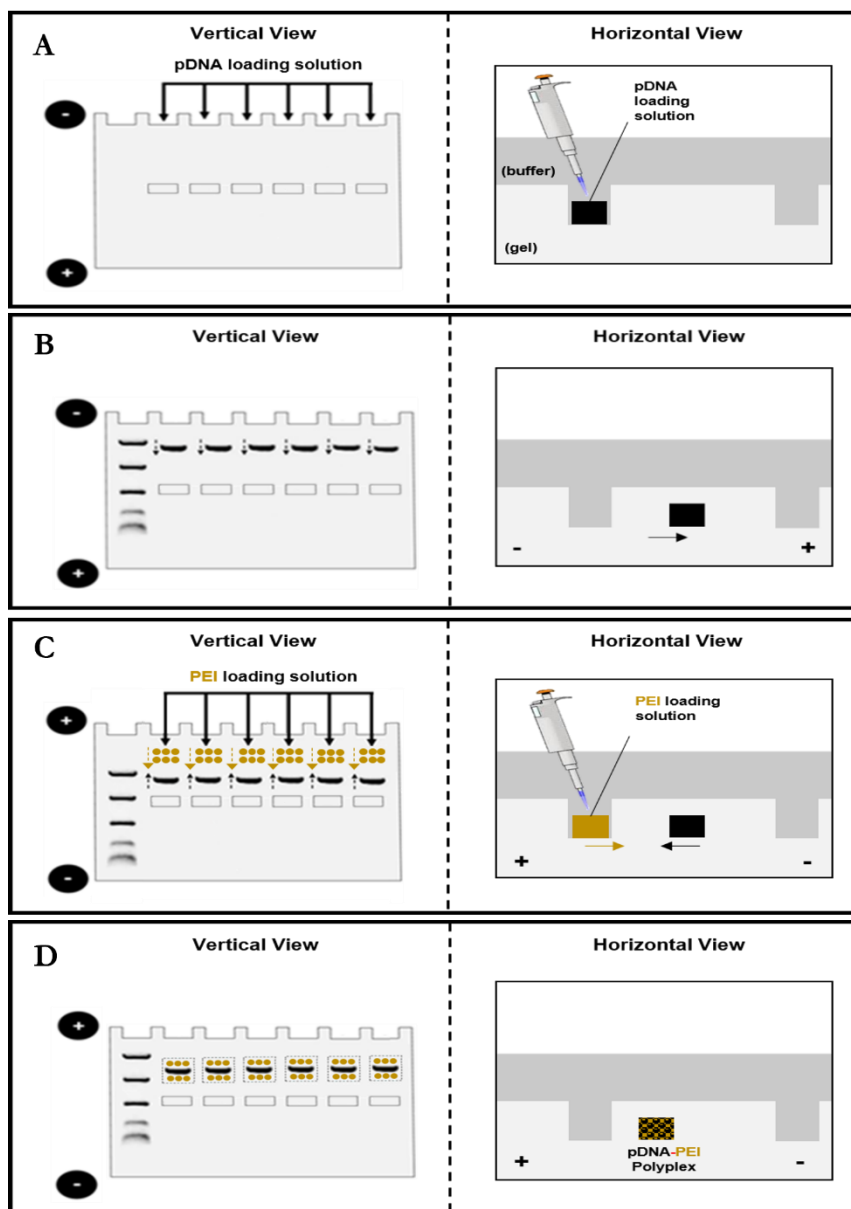 A
Vertical View
Horizontal View
pDNA loading solution
-
+
pDNA
loading
solution
(buffer)
(gel)
B
Vertical View
Horizontal View
-
+
-
+
C
Vertical View
Horizontal View
PEI loading solution
+
-
PEI loading
solution
+
-
D
Vertical View
Horizontal View
+
-
+
-
pDNA-PEI
Polyplex